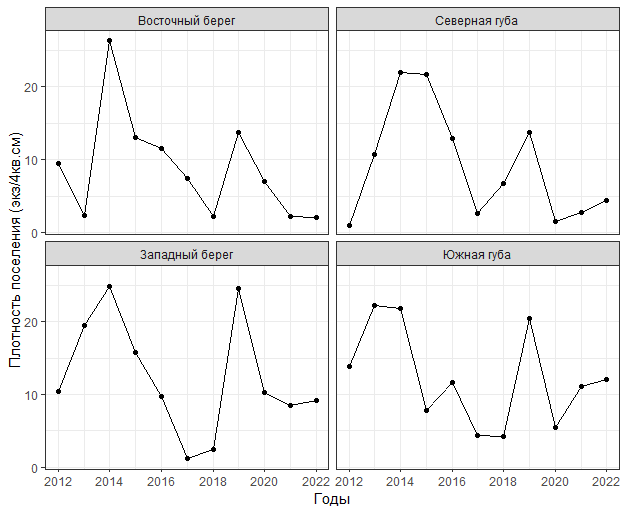 Восточный берег
Северная губа
20
10
0
Западный берег
Южная губа
20
10
0
2012 2014 2016 2018 2020 2022 2012 2014 2016 2018 2020 2022
Годы
Плотность поселения (экз/4кв.см)